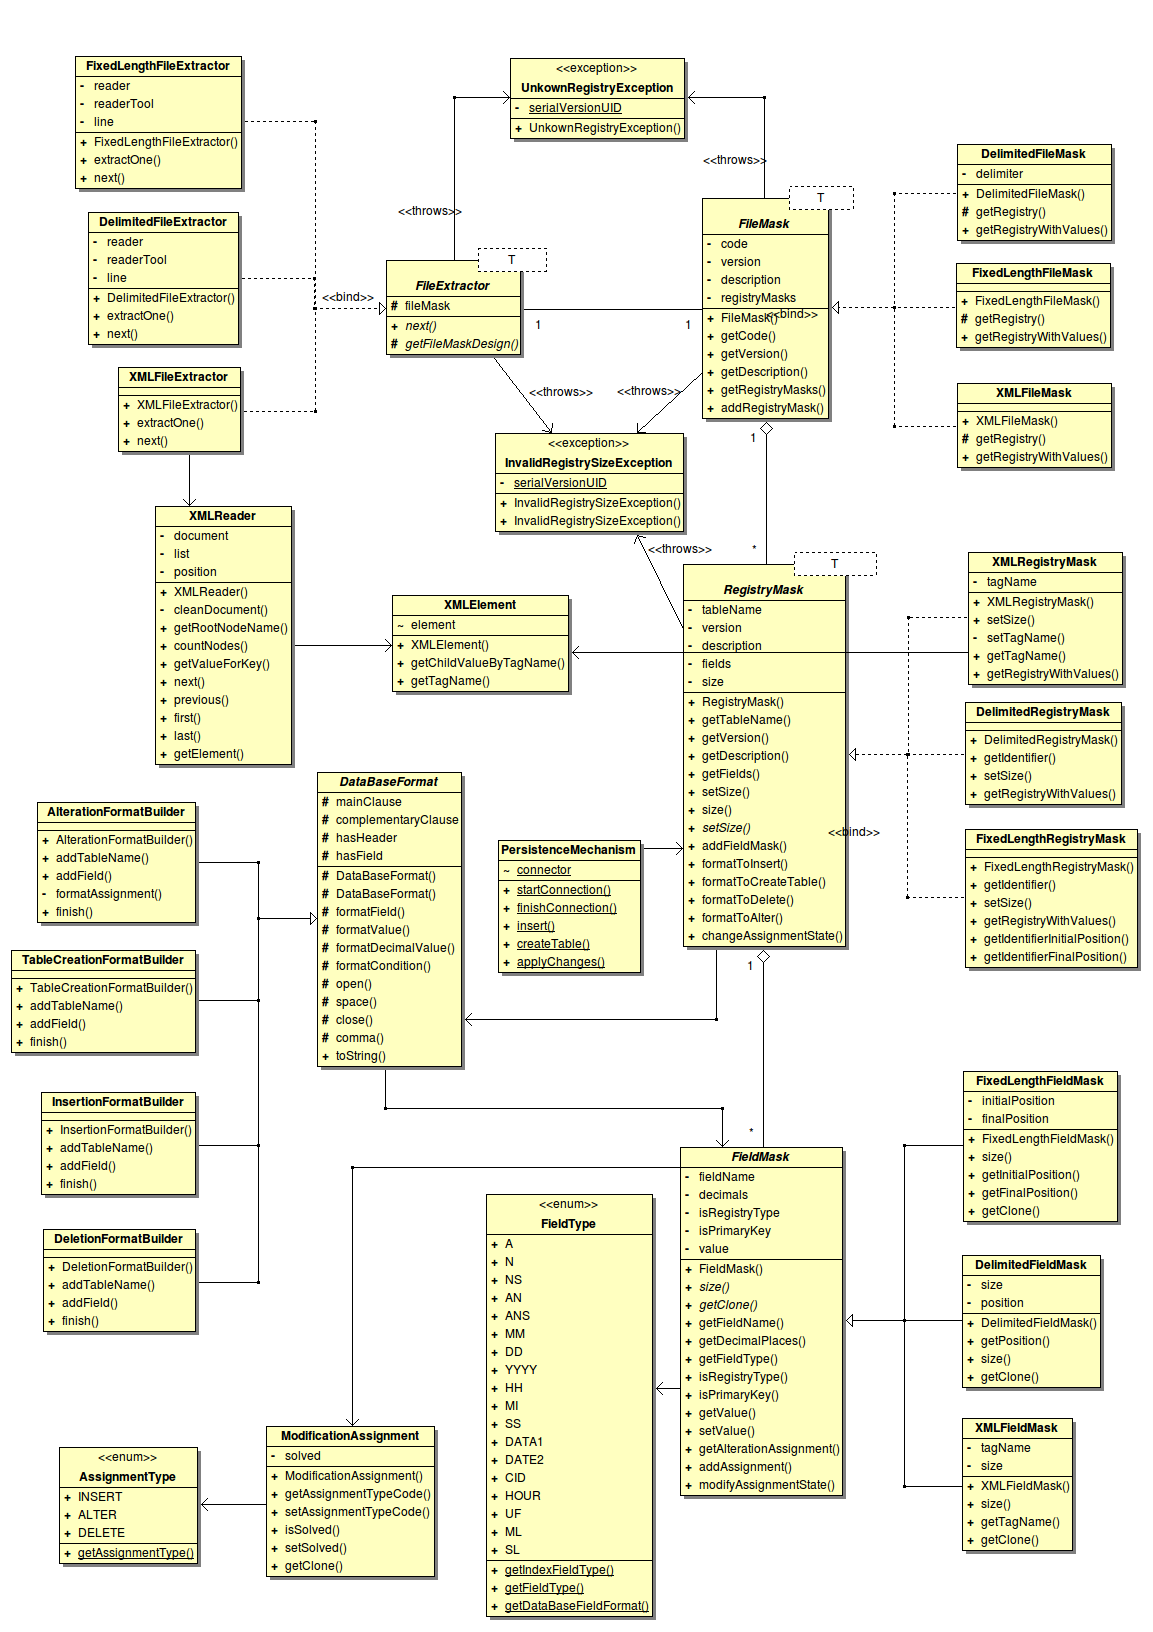 FixedLengthFileExtractor
- reader
- readerTool
- line
+ FixedLengthFileExtractor()
+ extractOne()
+ next()
<<exception>>
UnkownRegistryException
- serialVersionUID
+ UnkownRegistryException()
DelimitedFileMask
- delimiter
+ DelimitedFileMask()
# getRegistry()
+ getRegistryWithValues()
<<throws>>
<<throws>>
DelimitedFileExtractor
- reader
- readerTool
- line
+ DelimitedFileExtractor()
+ extractOne()
+ next()
<<bind>>
T
FileExtractor
# fileMask
+ next()
# getFileMaskDesign()
1
1
T
FileMask
- code
- version
- description
- registryMasks
+ FileMask()
+ getCode()
+ getVersion()
+ getDescription()
+ getRegistryMasks()
+ addRegistryMask()
<<bind>>
FixedLengthFileMask
+ FixedLengthFileMask()
# getRegistry()
+ getRegistryWithValues()
XMLFileExtractor
+ XMLFileExtractor()
+ extractOne()
+ next()
<<throws>>
<<throws>>
XMLFileMask
+ XMLFileMask()
# getRegistry()
+ getRegistryWithValues()
<<exception>>
InvalidRegistrySizeException
- serialVersionUID
+ InvalidRegistrySizeException()
+ InvalidRegistrySizeException()
1
*
<<throws>>
XMLReader
- document
- list
- position
+ XMLReader()
- cleanDocument()
+ getRootNodeName()
+ countNodes()
+ getValueForKey()
+ next()
+ previous()
+ first()
+ last()
+ getElement()
XMLElement
~ element
+ XMLElement()
+ getChildValueByTagName()
+ getTagName()
T
RegistryMask
- tableName
- version
- description
- fields
- size
+ RegistryMask()
+ getTableName()
+ getVersion()
+ getDescription()
+ getFields()
+ setSize()
+ size()
+ setSize()
+ addFieldMask()
+ formatToInsert()
+ formatToCreateTable()
+ formatToDelete()
+ formatToAlter()
+ changeAssignmentState()
<<bind>>
XMLRegistryMask
- tagName
+ XMLRegistryMask()
+ setSize()
- setTagName()
+ getTagName()
+ getRegistryWithValues()
DelimitedRegistryMask
+ DelimitedRegistryMask()
+ getIdentifier()
+ setSize()
+ getRegistryWithValues()
FixedLengthRegistryMask
+ FixedLengthRegistryMask()
+ getIdentifier()
+ setSize()
+ getRegistryWithValues()
+ getIdentifierInitialPosition()
+ getIdentifierFinalPosition()
AlterationFormatBuilder
+ AlterationFormatBuilder()
+ addTableName()
+ addField()
- formatAssignment()
+ finish()
DataBaseFormat
# mainClause
# complementaryClause
# hasHeader
# hasField
# DataBaseFormat()
# DataBaseFormat()
# formatField()
# formatValue()
# formatDecimalValue()
# formatCondition()
# open()
# space()
# close()
# comma()
+ toString()
PersistenceMechanism
~ connector
+ startConnection()
+ finishConnection()
+ insert()
+ createTable()
+ applyChanges()
TableCreationFormatBuilder
+ TableCreationFormatBuilder()
+ addTableName()
+ addField()
+ finish()
1
*
InsertionFormatBuilder
+ InsertionFormatBuilder()
+ addTableName()
+ addField()
+ finish()
DeletionFormatBuilder
+ DeletionFormatBuilder()
+ addTableName()
+ addField()
+ finish()
FieldMask
- fieldName
- decimals
- isRegistryType
- isPrimaryKey
- value
+ FieldMask()
+ size()
+ getClone()
+ getFieldName()
+ getDecimalPlaces()
+ getFieldType()
+ isRegistryType()
+ isPrimaryKey()
+ getValue()
+ setValue()
+ getAlterationAssignment()
+ addAssignment()
+ modifyAssignmentState()
FixedLengthFieldMask
- initialPosition
- finalPosition
+ FixedLengthFieldMask()
+ size()
+ getInitialPosition()
+ getFinalPosition()
+ getClone()
DelimitedFieldMask
- size
- position
+ DelimitedFieldMask()
+ getPosition()
+ size()
+ getClone()
XMLFieldMask
- tagName
- size
+ XMLFieldMask()
+ size()
+ getTagName()
+ getClone()
<<enum>>
FieldType
+ A
+ N
+ NS
+ AN
+ ANS
+ MM
+ DD
+ YYYY
+ HH
+ MI
+ SS
+ DATA1
+ DATE2
+ CID
+ HOUR
+ UF
+ ML
+ SL
+ getIndexFieldType()
+ getFieldType()
+ getDataBaseFieldFormat()
ModificationAssignment
- solved
+ ModificationAssignment()
+ getAssignmentTypeCode()
+ setAssignmentTypeCode()
+ isSolved()
+ setSolved()
+ getClone()
<<enum>>
AssignmentType
+ INSERT
+ ALTER
+ DELETE
+ getAssignmentType()